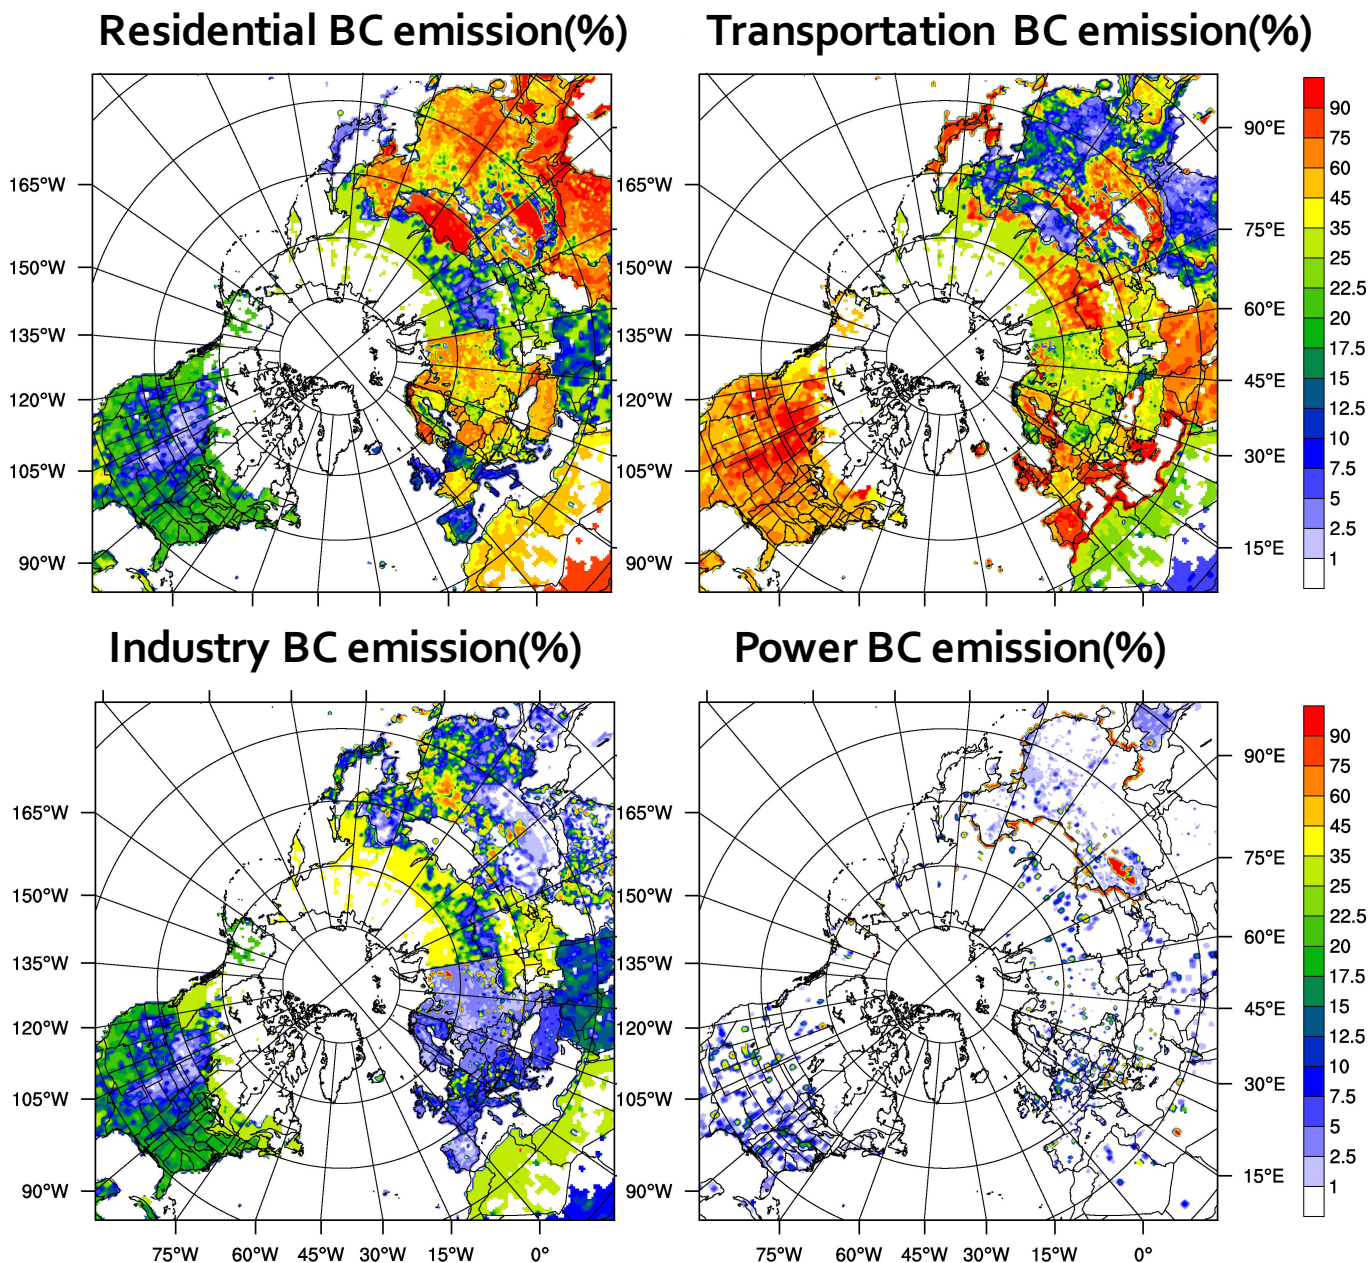 Residential BC emission(%)
Transportation BC emission(%)
165°W
150°W
135°W
120°W
105°W
90°W
165°W
150°W
135°W
120°W
105°W
90°W
90°E
75°E
60°E
45°E
30°E
15°E
90
75
60
45
35
25
22.5
20
17.5
15
12.5
10
7.5
5
2.5
1
Industry BC emission(%)
Power BC emission(%)
165°W
150°W
135°W
120°W
105°W
90°W
75°W
60°W
45°W
30°W
15°W
0°
165°W
150°W
135°W
120°W
105°W
90°W
75°W
60°W
45°W
30°W
15°W
0°
90°E
75°E
60°E
45°E
30°E
15°E
90
75
60
45
35
25
22.5
20
17.5
15
12.5
10
7.5
5
2.5
1